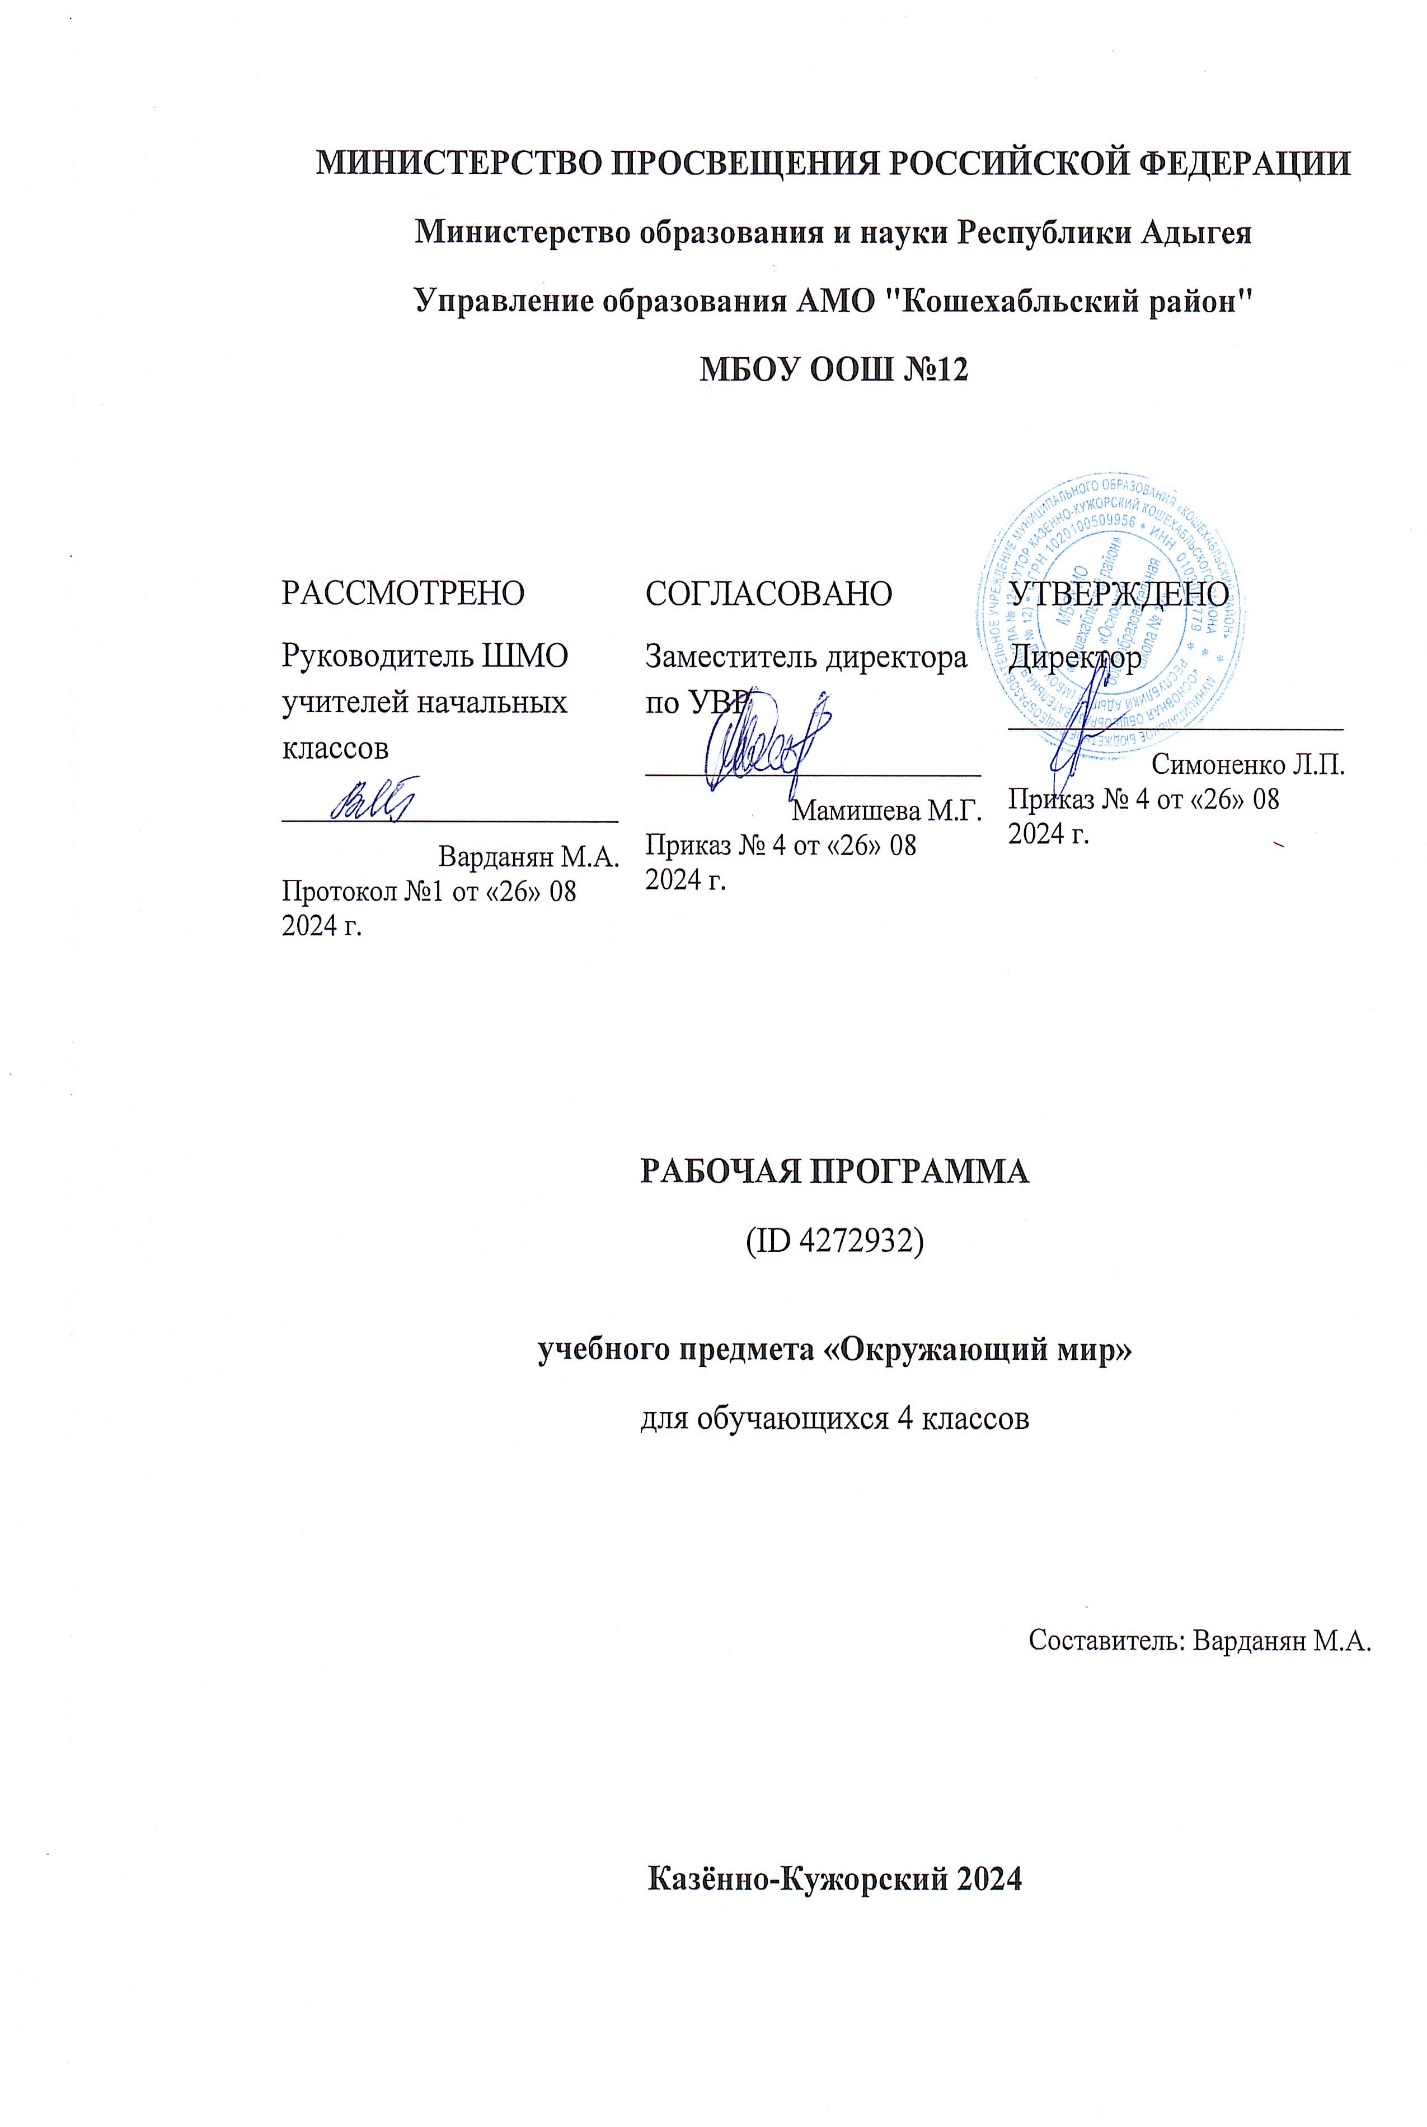 МИНИСТЕРСТВО ПРОСВЕЩЕНИЯ РОССИЙСКОЙ ФЕДЕРАЦИИ
Министерство образования и науки Республики Адыгея
Управление образования АМО "Кошехабльский район"
МБОУ ООШ №12
РАССМОТРЕНО
Руководитель ШМО
учителей начальных
классов
Варданян М.А.
Протокол №1 от «26» 08
2024 г.
СОГЛАСОВАНО
Заместитель директора
по УВР
Мамишева М.Г.
Приказ № 4 от «26» 08
2024 г.
УТВЕРЖДЕНО
Директор
Симоненко Л.П.
Приказ № 4 от «26» 08
2024 г.
РАБОЧАЯ ПРОГРАММА
(ID 4272932)
учебного предмета «Окружающий мир»
для обучающихся 4 классов
Составитель: Варданян М.А.
Казённо-Кужорский 2024